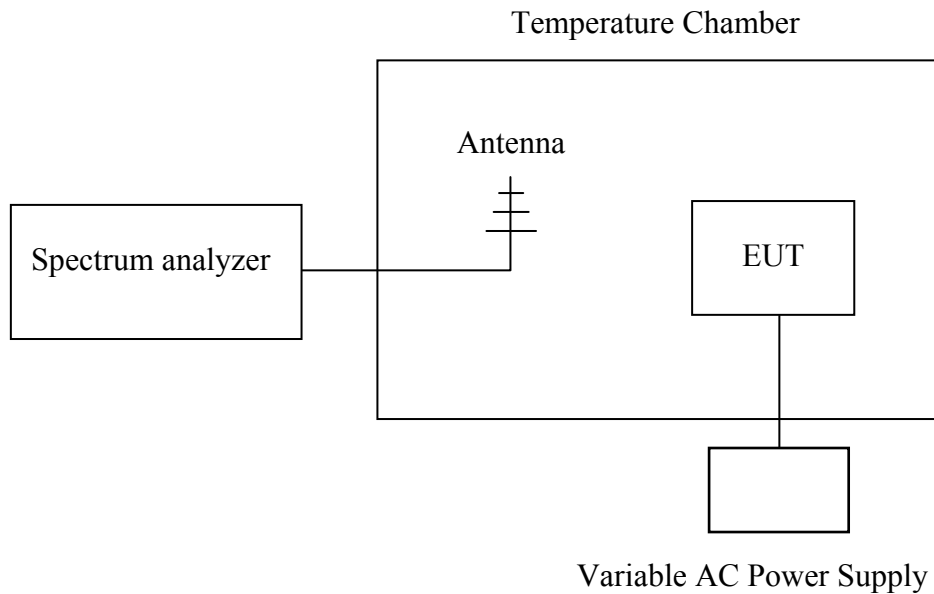 Temperature Chamber
Antenna
Spectrum analyzer
EUT
Variable AC Power Supply